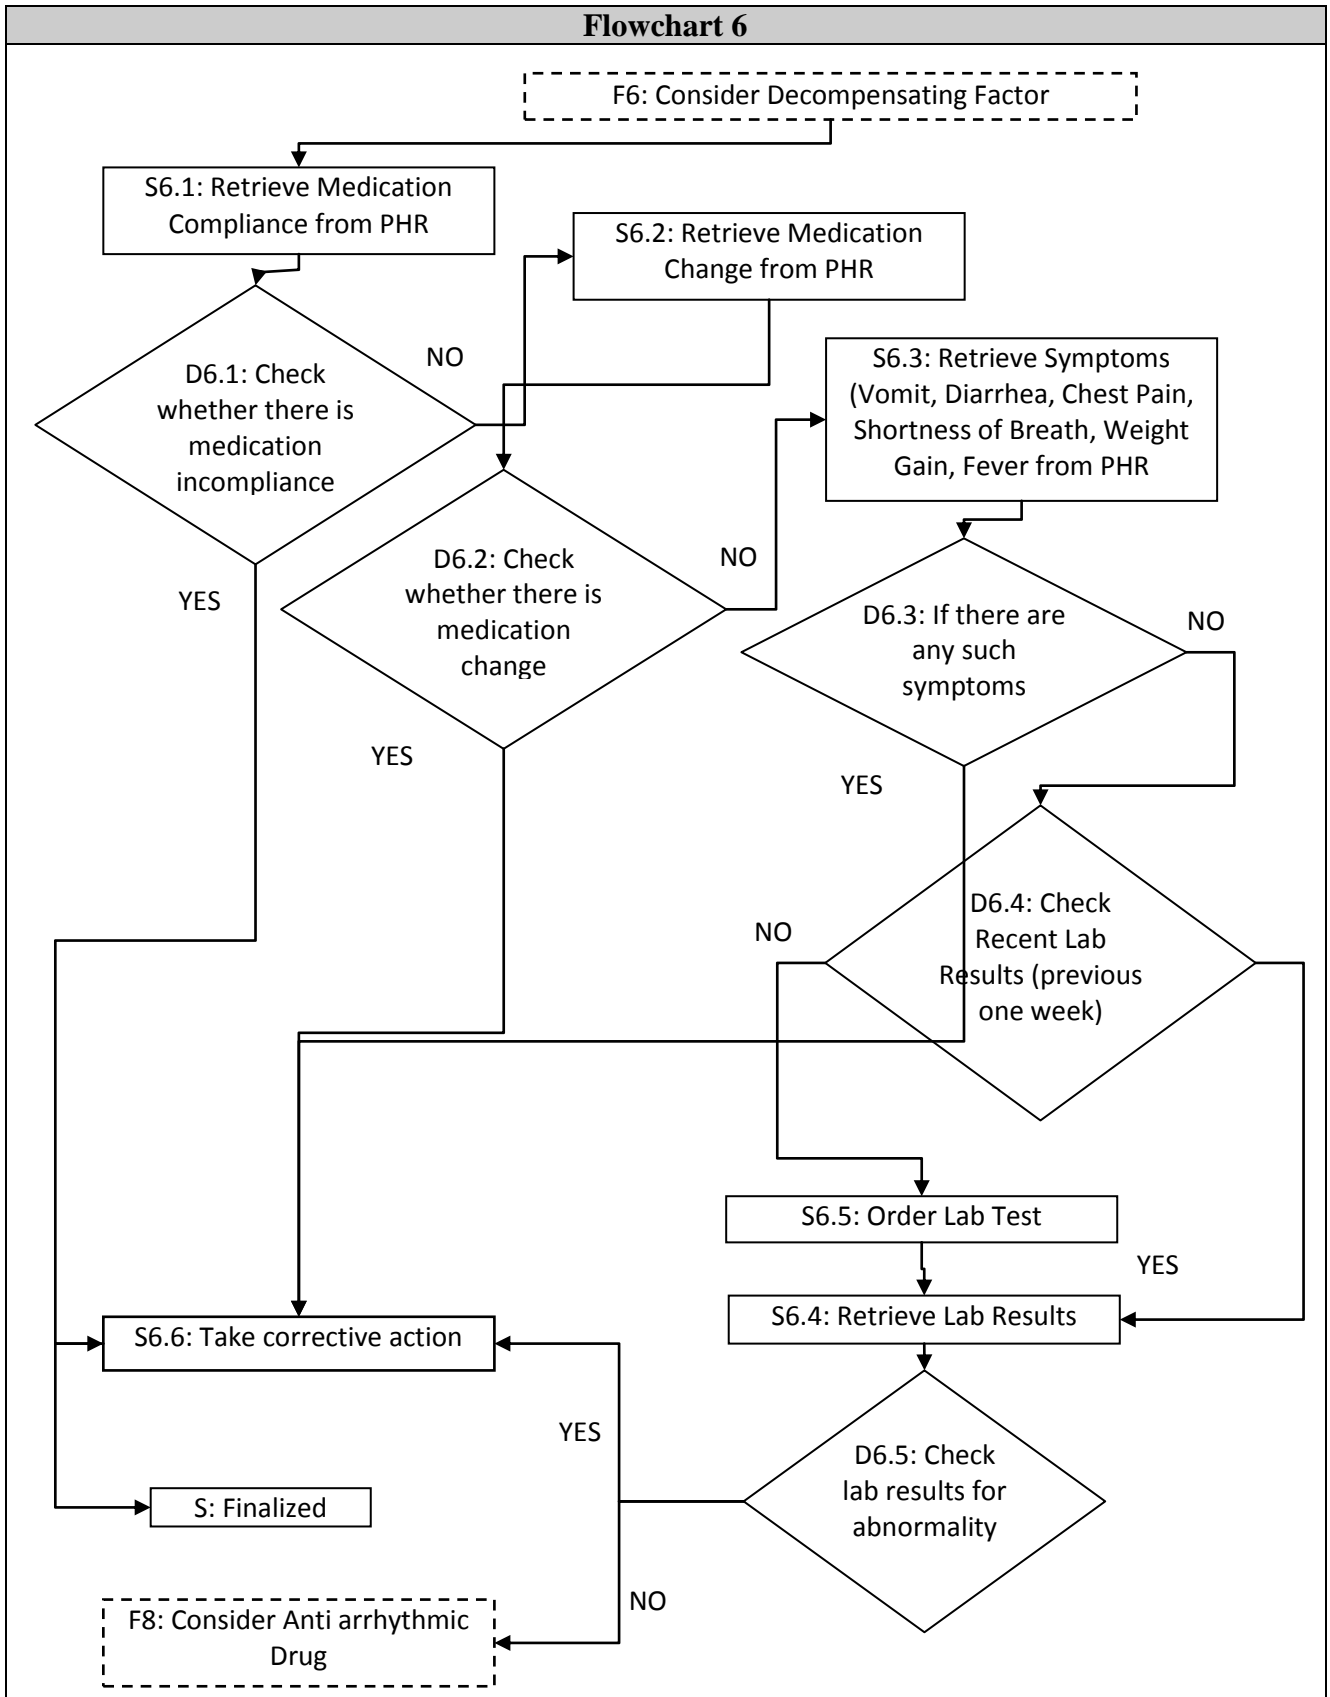 Flowchart 6
F6: Consider Decompensating Factor
S6.1: Retrieve Medication
Compliance from PHR
S6.2: Retrieve Medication
Change from PHR
NO
D6.1: Check
whether there is
medication
incompliance
S6.3: Retrieve Symptoms
(Vomit, Diarrhea, Chest Pain,
Shortness of Breath, Weight
Gain, Fever from PHR
YES
D6.2: Check
whether there is
medication
change
NO
D6.3: If there are
any such
symptoms
NO
YES
YES
D6.4: Check
Recent Lab
Results (previous
one week)
NO
S6.5: Order Lab Test
YES
S6.4: Retrieve Lab Results
S6.6: Take corrective action
YES
D6.5: Check
lab results for
abnormality
S: Finalized
NO
F8: Consider Anti arrhythmic
Drug